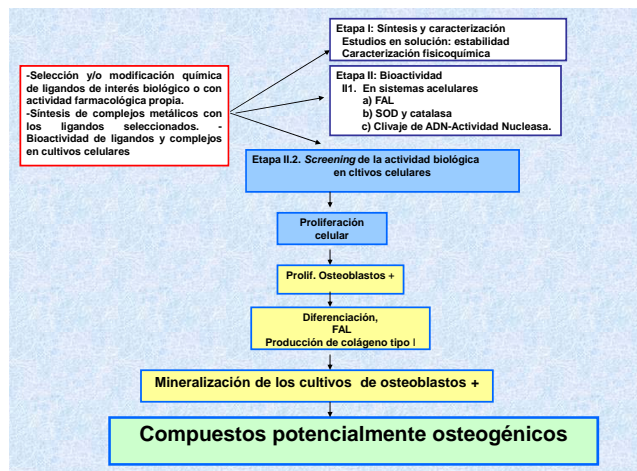 -Selección y/o modificación química
de ligandos de interés biológico o con
actividad farmacológica propia.
-Síntesis de complejos metálicos con
los ligandos seleccionados. -
Bioactividad de ligandos y complejos
en cultivos celulares
Etapa I: Síntesis y caracterización
Estudios en solución: estabilidad
Caracterización fisicoquímica
Etapa II: Bioactividad
II1. En sistemas acelulares
a) FAL
b) SOD y catalasa
c) Clivaje de ADN-Actividad Nucleasa.
Etapa II.2. Screening de la actividad biológica
en cltivos celulares
Proliferación
celular
Prolif. Osteoblastos +
Diferenciación,
FAL
Producción de colágeno tipo I
Mineralización de los cultivos de osteoblastos +
Compuestos potencialmente osteogénicos